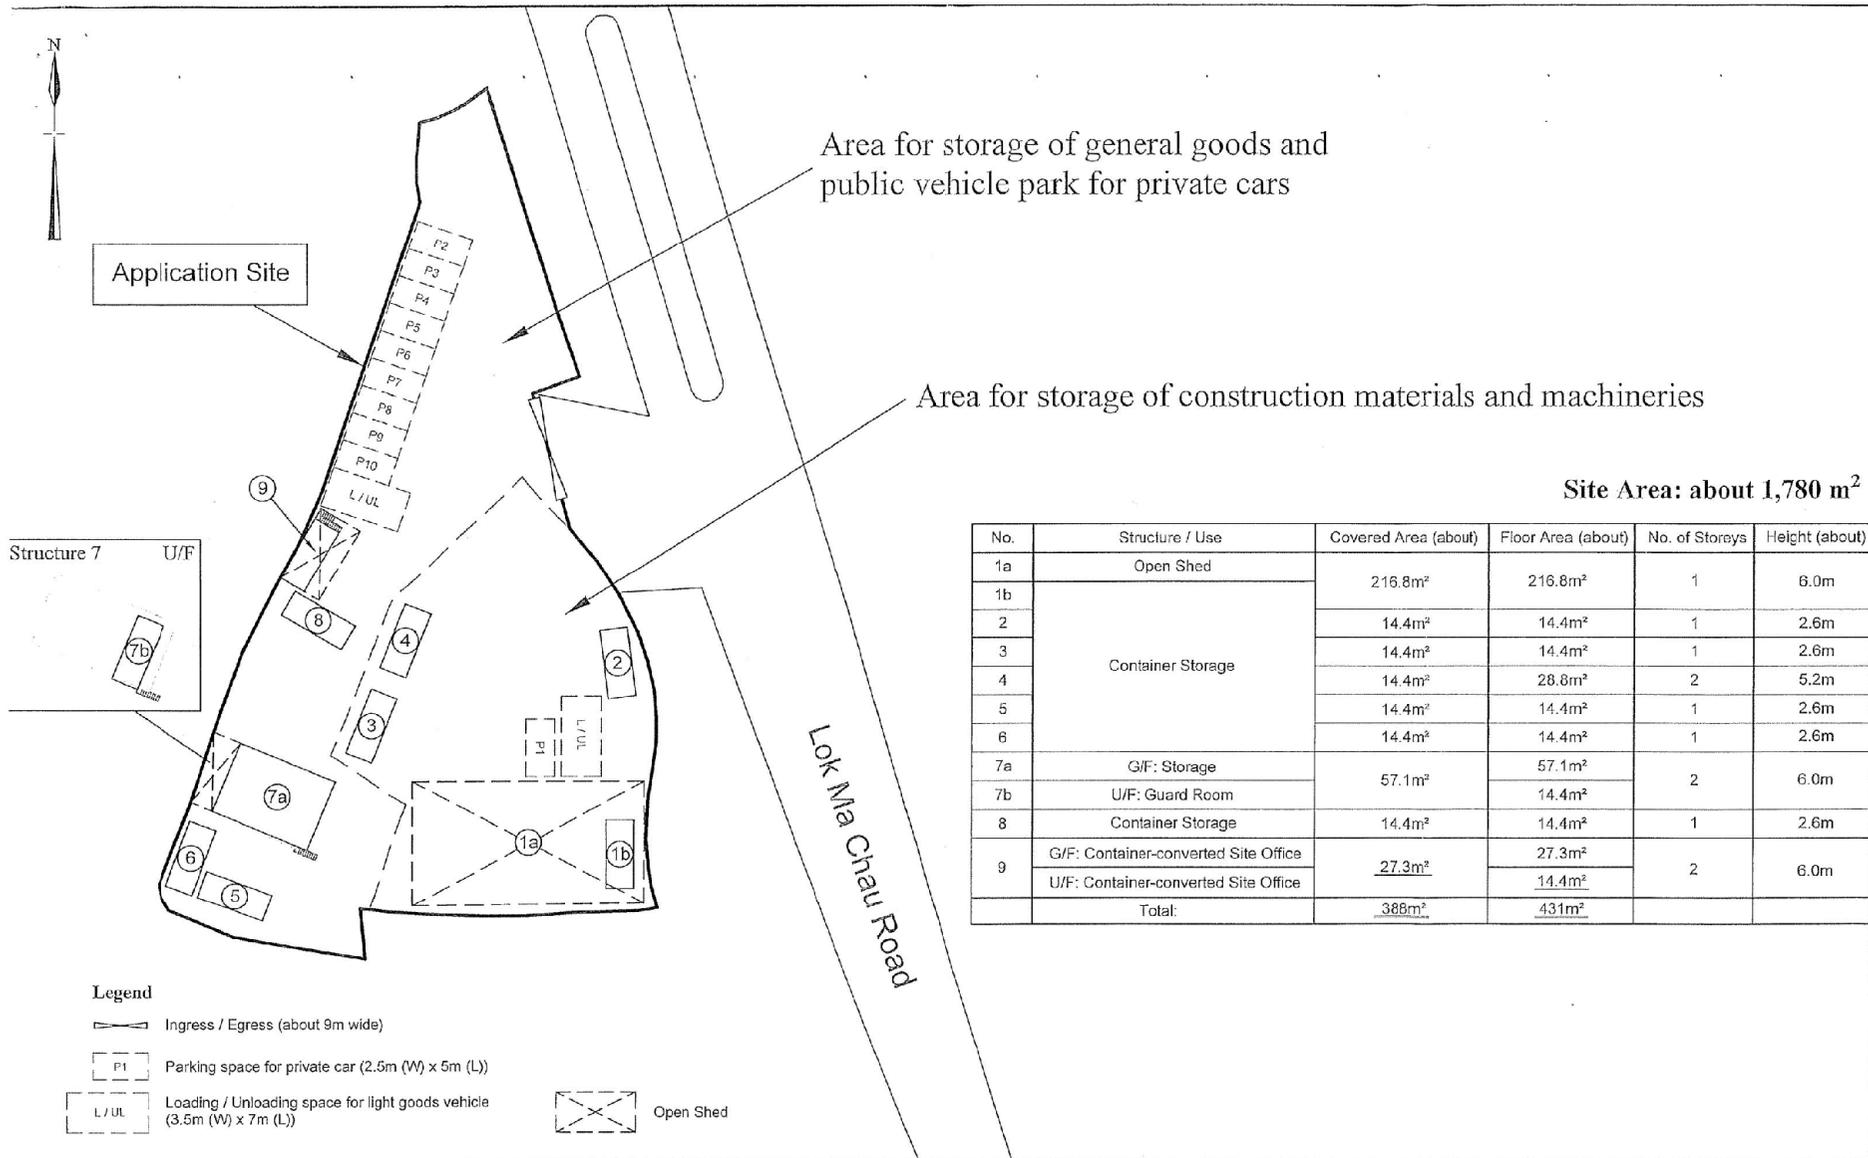 N
Area for storage of general goods and
public vehicle park for private cars
Application Site
P2
P3
P4
P5
P6
P7
P8
P9
P10
L / UL
Area for storage of construction materials and machineries
9
Structure 7 U/F
7b
8
4
2
3
P1
L / UL
7a
1a
1b
6
5
Lok Ma Chau Road
Site Area: about 1,780 m²
No. Structure / Use Covered Area (about) Floor Area (about) No. of Storeys Height (about)
1a Open Shed 216.8m² 216.8m² 1 6.0m
1b Container Storage
2 14.4m² 14.4m² 1 2.6m
3 14.4m² 14.4m² 1 2.6m
4 14.4m² 28.8m² 2 5.2m
5 14.4m² 14.4m² 1 2.6m
6 14.4m² 14.4m² 1 2.6m
7a G/F: Storage 57.1m² 57.1m² 2 6.0m
7b U/F: Guard Room 14.4m²
8 Container Storage 14.4m² 14.4m² 1 2.6m
9 G/F: Container-converted Site Office 27.3m² 27.3m² 2 6.0m
U/F: Container-converted Site Office 14.4m²
Total: 388m² 431m²
Legend
Ingress / Egress (about 9m wide)
P1 Parking space for private car (2.5m (W) x 5m (L))
L / UL Loading / Unloading space for light goods vehicle
(3.5m (W) x 7m (L))
Open Shed